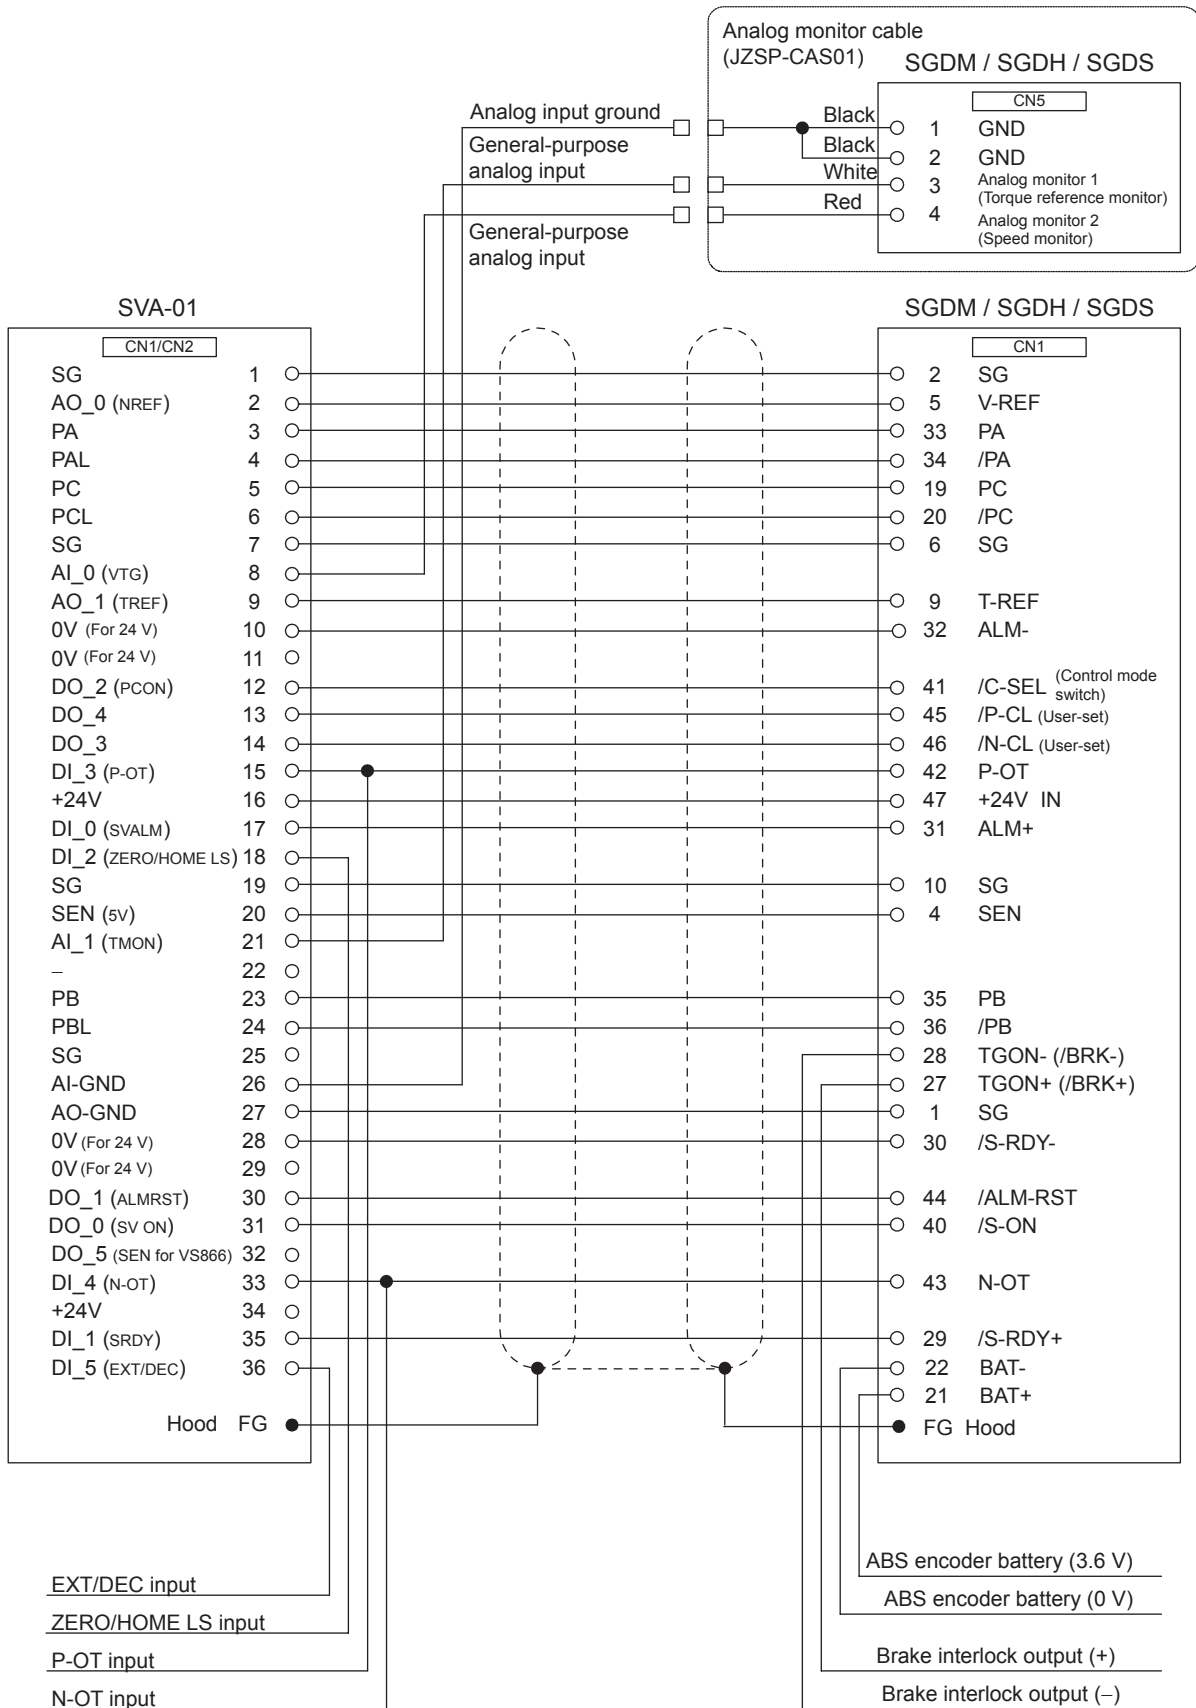 Analog monitor cable
(JZSP-CAS01)
SGDM / SGDH / SGDS
CN5
Analog input ground
Black
1 GND
General-purpose
analog input
Black
2 GND
White
3 Analog monitor 1
(Torque reference monitor)
Red
4 Analog monitor 2
(Speed monitor)
General-purpose
analog input
SVA-01
SGDM / SGDH / SGDS
CN1/CN2
CN1
SG 1 2 SG
AO_0 (NREF) 2 5 V-REF
PA 3 33 PA
PAL 4 34 /PA
PC 5 19 PC
PCL 6 20 /PC
SG 7 6 SG
AI_0 (VTG) 8
AO_1 (TREF) 9 9 T-REF
0V (For 24 V) 10 32 ALM-
0V (For 24 V) 11
DO_2 (PCON) 12 41 /C-SEL (Control mode
switch)
DO_4 13 45 /P-CL (User-set)
DO_3 14 46 /N-CL (User-set)
DI_3 (P-OT) 15 42 P-OT
+24V 16 47 +24V IN
DI_0 (SVALM) 17 31 ALM+
DI_2 (ZERO/HOME LS) 18
SG 19 10 SG
SEN (5V) 20 4 SEN
AI_1 (TMON) 21
– 22
PB 23 35 PB
PBL 24 36 /PB
SG 25 28 TGON- (/BRK-)
AI-GND 26 27 TGON+ (/BRK+)
AO-GND 27 1 SG
0V (For 24 V) 28 30 /S-RDY-
0V (For 24 V) 29
DO_1 (ALMRST) 30 44 /ALM-RST
DO_0 (SV ON) 31 40 /S-ON
DO_5 (SEN for VS866) 32
DI_4 (N-OT) 33 43 N-OT
+24V 34
DI_1 (SRDY) 35 29 /S-RDY+
DI_5 (EXT/DEC) 36 22 BAT-
21 BAT+
Hood FG FG Hood
ABS encoder battery (3.6 V)
EXT/DEC input
ABS encoder battery (0 V)
ZERO/HOME LS input
P-OT input
Brake interlock output (+)
N-OT input
Brake interlock output (–)